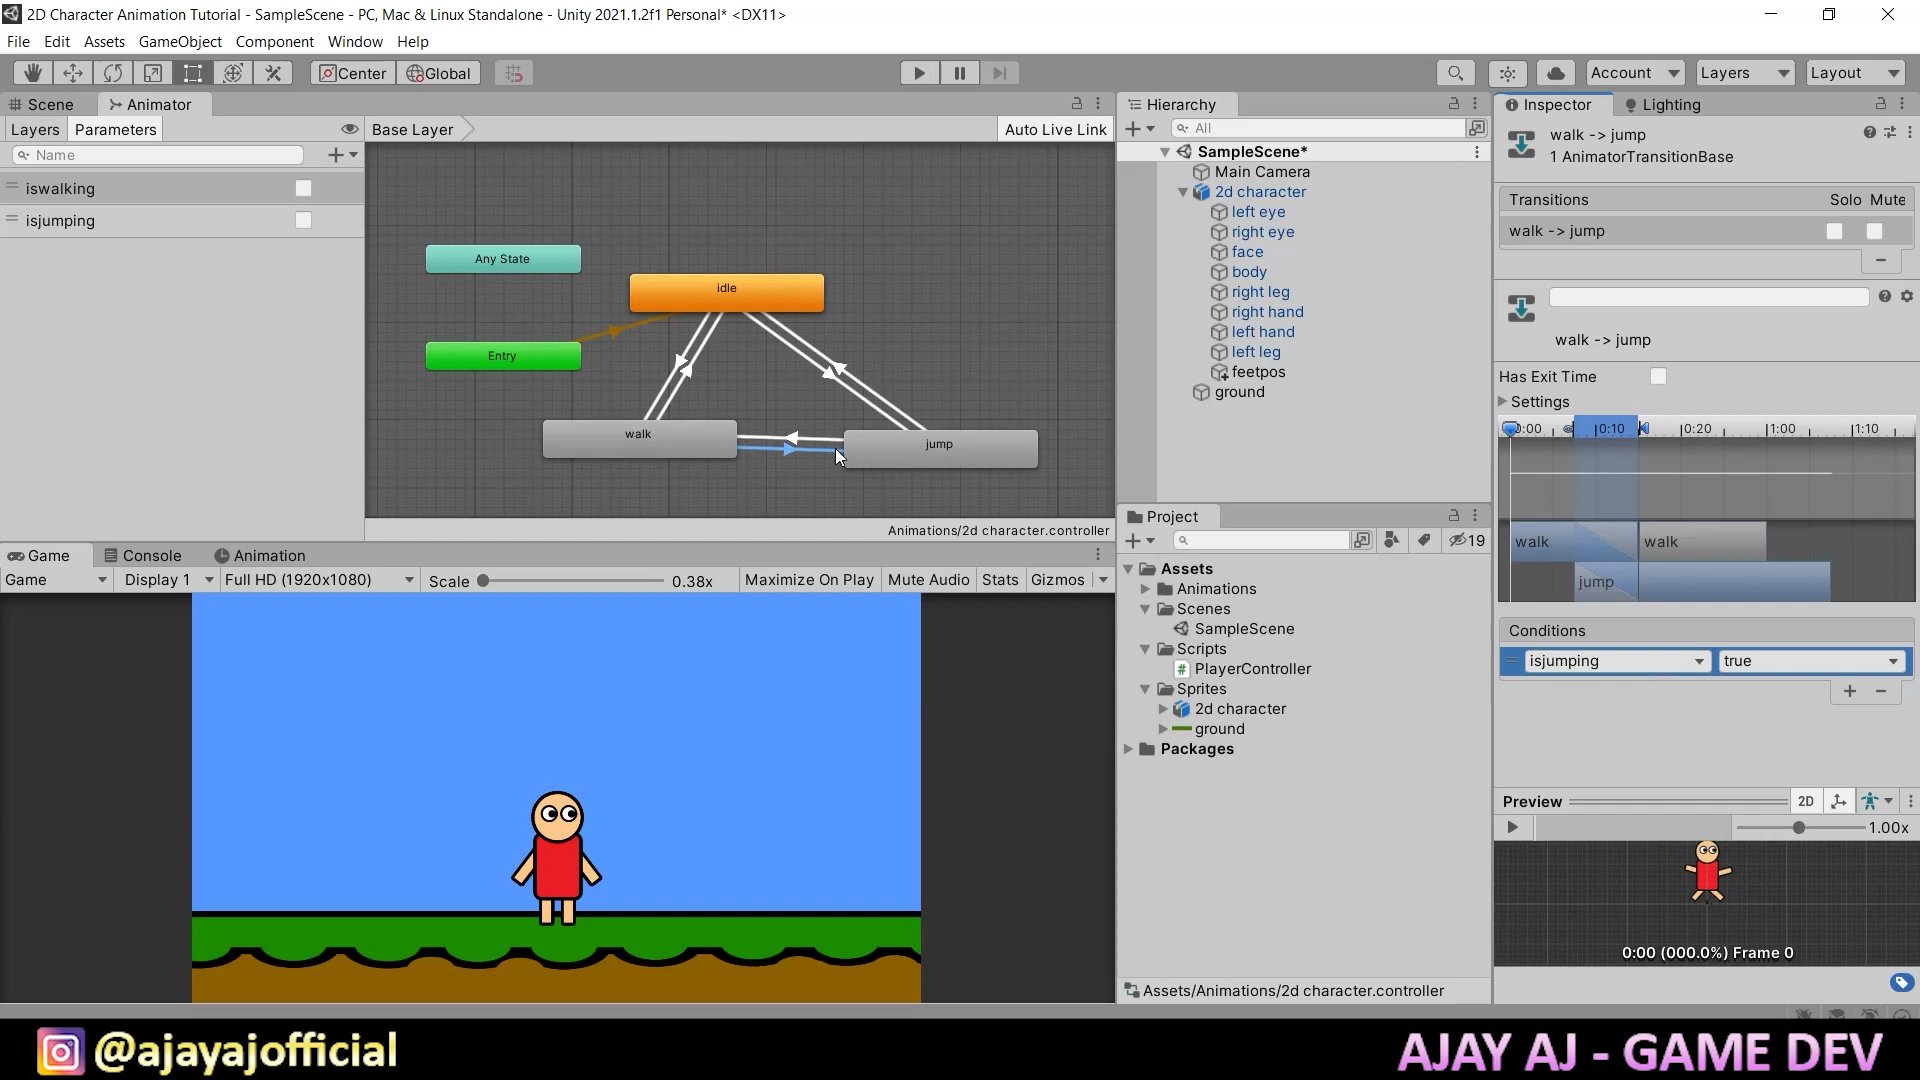 2D Character Animation Tutorial - SampleScene - PC, Mac & Linux Standalone - Unity 2021.1.2f1 Personal* <DX11>
File Edit Assets GameObject Component Window Help
Center Global Account Layers Layout
Scene Animator
Layers Parameters Base Layer Auto Live Link
Name
iswalking
isjumping
Any State
idle
Entry
walk
jump
Animations/2d character.controller
Hierarchy
All
SampleScene*
Main Camera
2d character
left eye
right eye
face
body
right leg
right hand
left hand
left leg
feetpos
ground
Inspector Lighting
walk -> jump
1 AnimatorTransitionBase
Transitions Solo Mute
walk -> jump
walk -> jump
Has Exit Time
Settings
0:00 0:10 0:20 1:00 1:10
walk walk
jump
Conditions
isjumping true
Preview 2D
1.00x
0:00 (000.0%) Frame 0
Project
19
Assets
Animations
Scenes
SampleScene
Scripts
PlayerController
Sprites
2d character
ground
Packages
Assets/Animations/2d character.controller
Game Console Animation
Game Display 1 Full HD (1920x1080) Scale 0.38x Maximize On Play Mute Audio Stats Gizmos
@ajayajofficial
AJAY AJ - GAME DEV